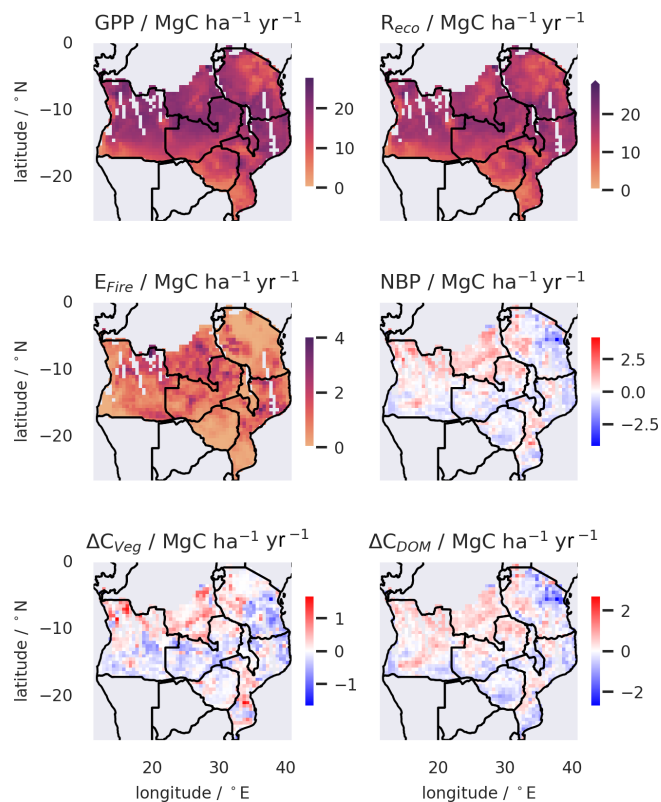 GPP / MgC ha⁻¹ yr⁻¹
R_eco / MgC ha⁻¹ yr⁻¹
0
−10
−20
latitude / °N
20
10
0
20
10
0
E_Fire / MgC ha⁻¹ yr⁻¹
NBP / MgC ha⁻¹ yr⁻¹
0
−10
−20
latitude / °N
4
2
0
2.5
0.0
−2.5
ΔC_Veg / MgC ha⁻¹ yr⁻¹
ΔC_DOM / MgC ha⁻¹ yr⁻¹
0
−10
−20
latitude / °N
1
0
−1
2
0
−2
20 30 40
20 30 40
longitude / °E
longitude / °E